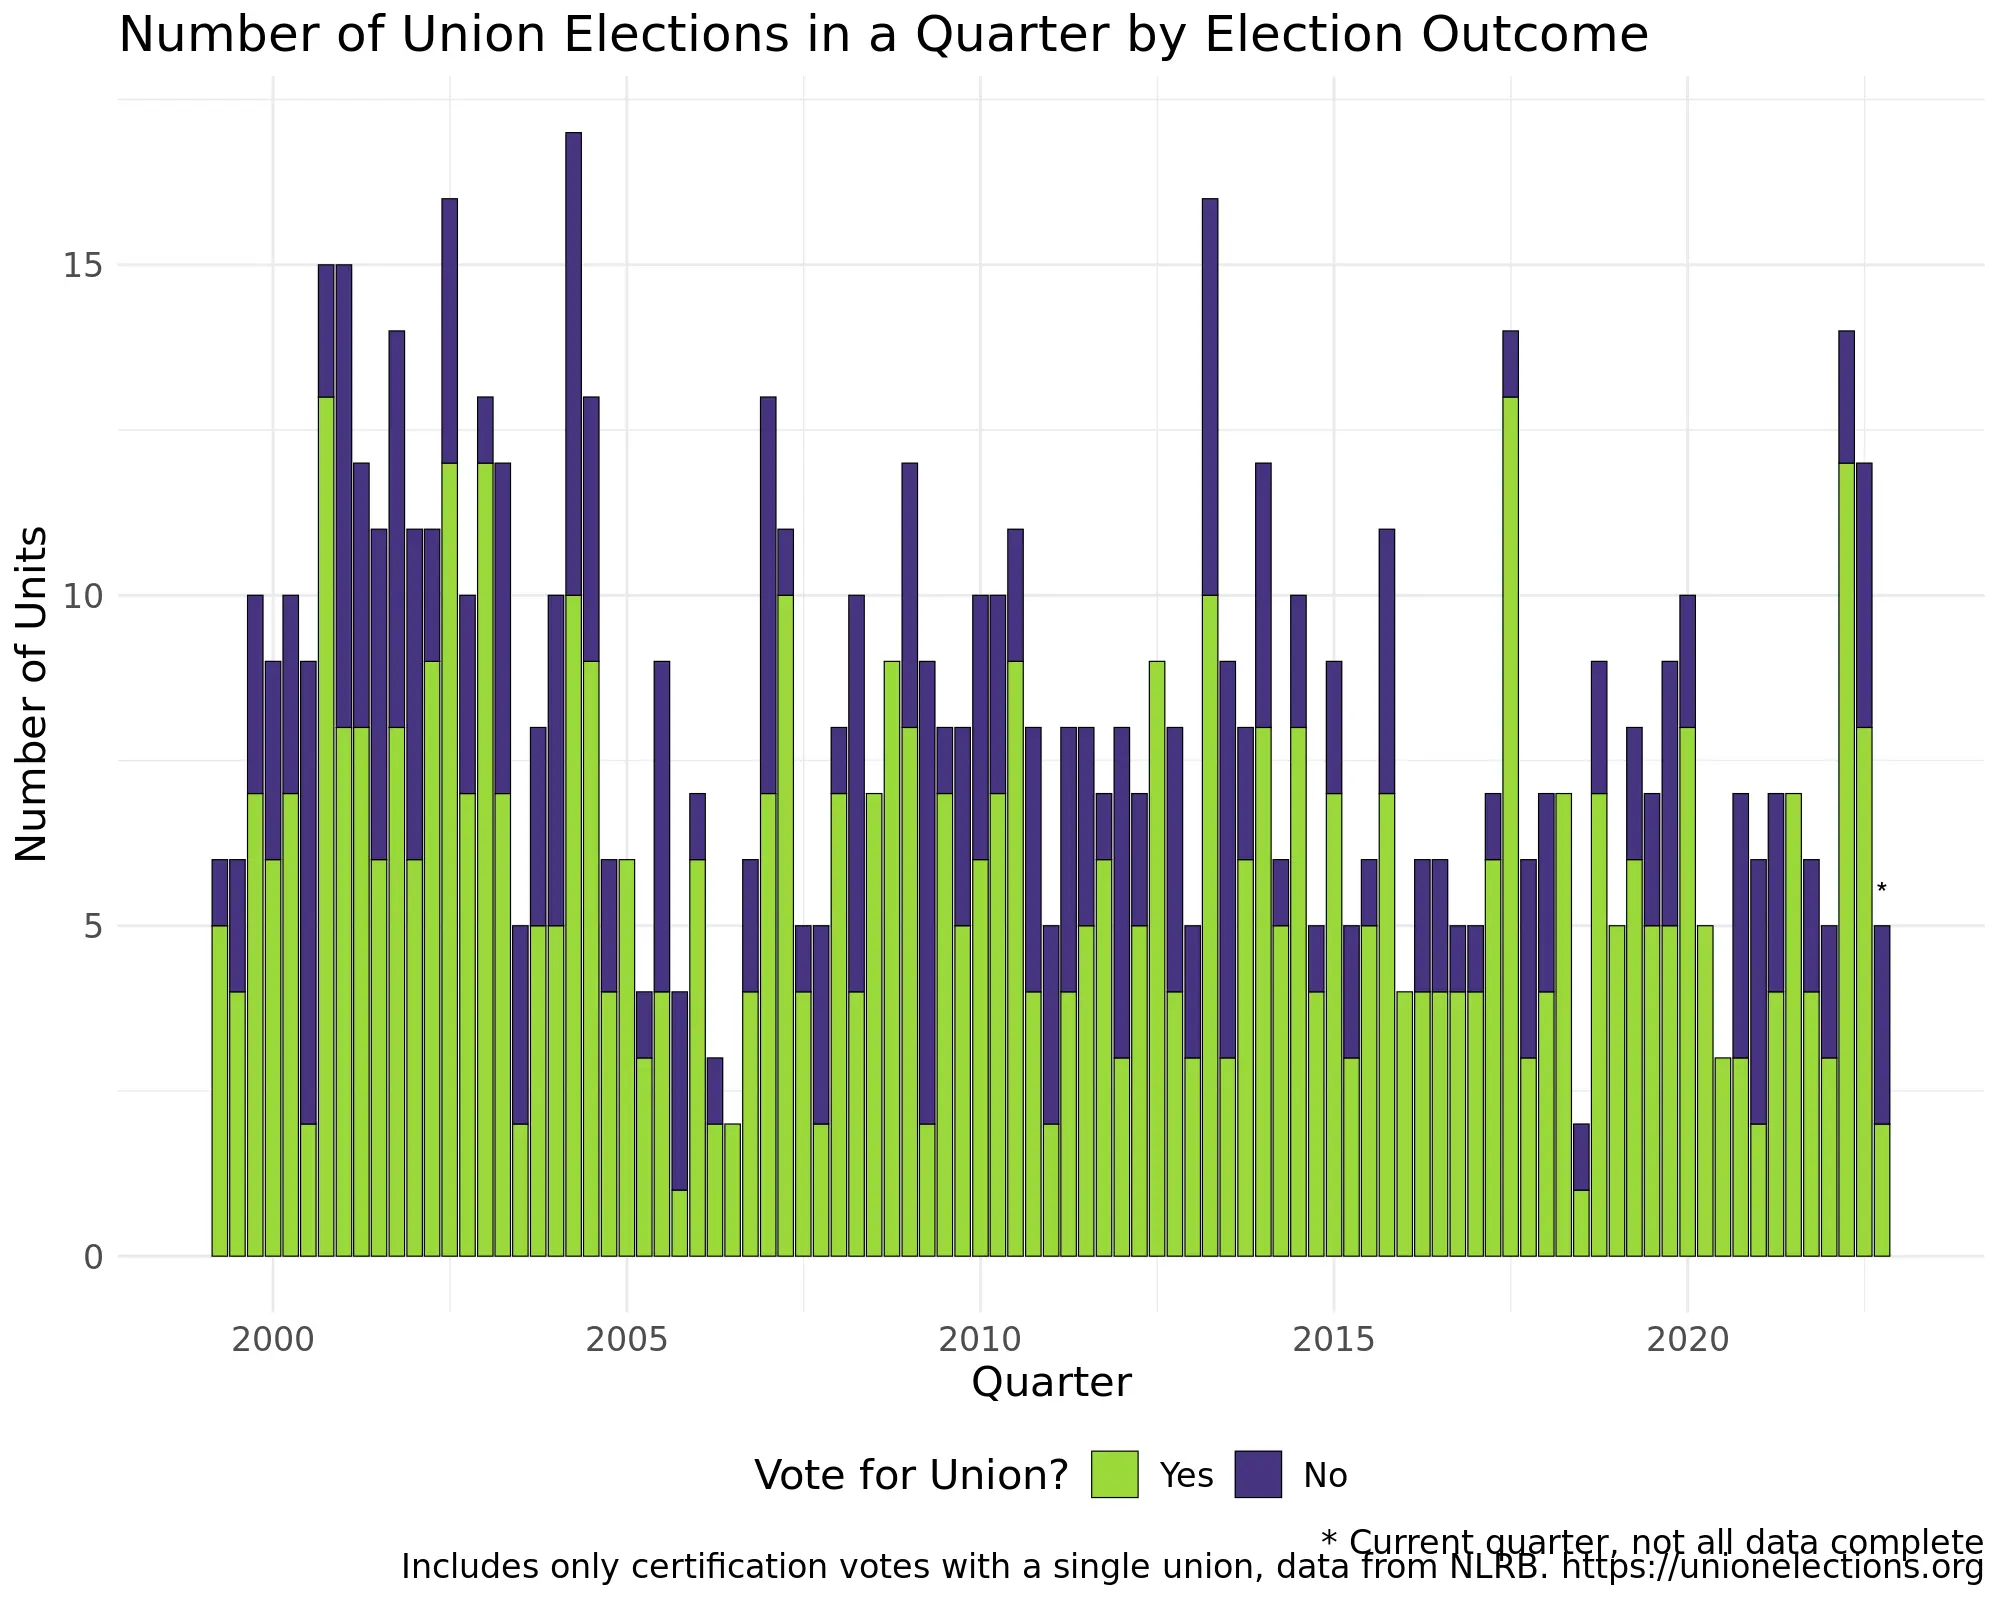 Number of Union Elections in a Quarter by Election Outcome
Number of Units
15
10
5
0
*
2000 2005 2010 2015 2020
Quarter
Vote for Union? Yes No
* Current quarter, not all data complete
Includes only certification votes with a single union, data from NLRB. https://unionelections.org